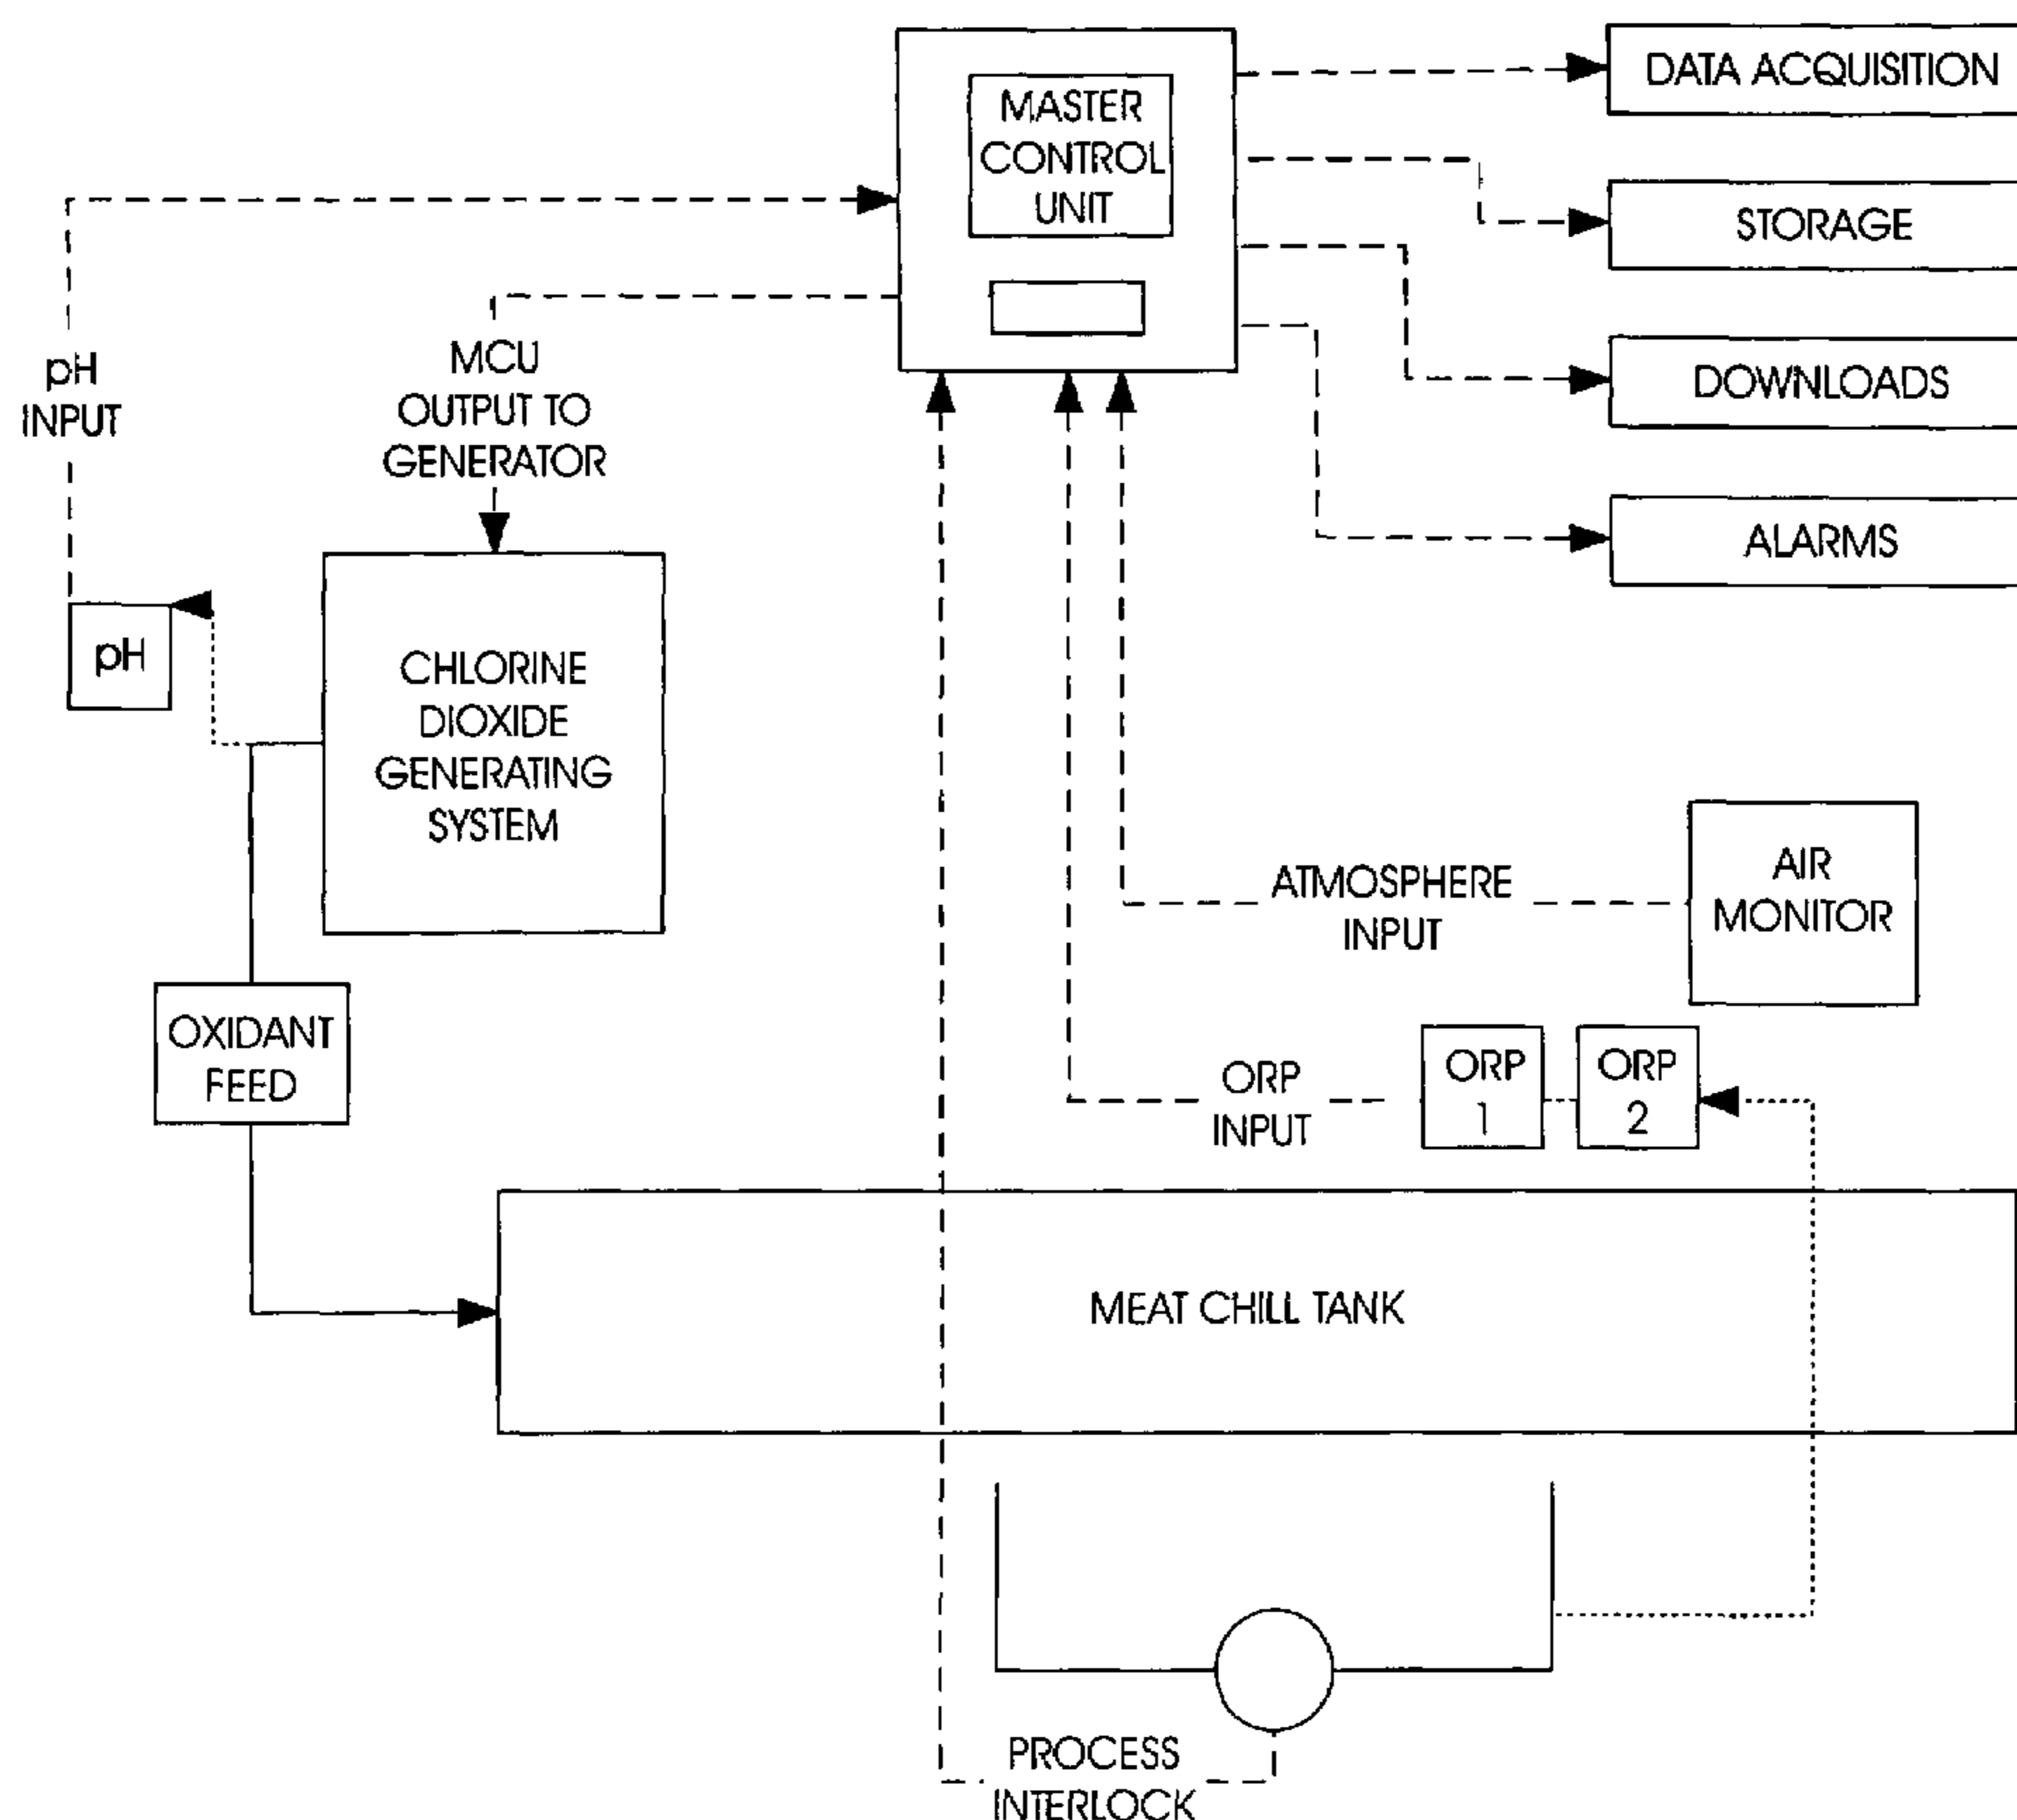 MASTER
CONTROL
UNIT
DATA ACQUISITION
STORAGE
DOWNLOADS
ALARMS
pH
INPUT
MCU
OUTPUT TO
GENERATOR
pH
CHLORINE
DIOXIDE
GENERATING
SYSTEM
AIR
MONITOR
ATMOSPHERE
INPUT
OXIDANT
FEED
ORP
INPUT
ORP
1
ORP
2
MEAT CHILL TANK
PROCESS
INTERLOCK